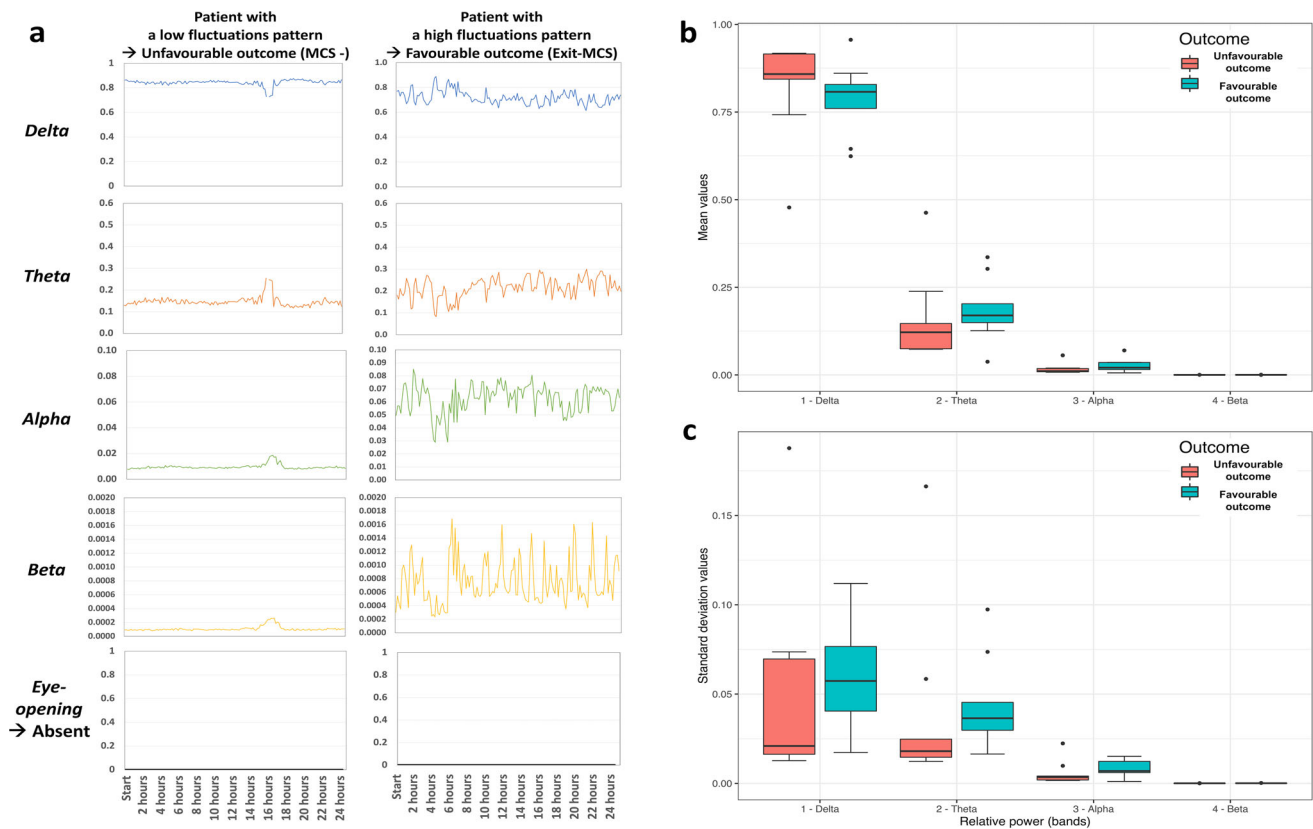 a
Patient with
a low fluctuations pattern
→ Unfavourable outcome (MCS -)
Patient with
a high fluctuations pattern
→ Favourable outcome (Exit-MCS)
Delta
1
0.8
0.6
0.4
0.2
0
1.0
0.8
0.6
0.4
0.2
0.0
Theta
0.6
0.5
0.4
0.3
0.2
0.1
0
0.6
0.5
0.4
0.3
0.2
0.1
0.0
Alpha
0.10
0.08
0.06
0.04
0.02
0.00
0.10
0.09
0.08
0.07
0.06
0.05
0.04
0.03
0.02
0.01
0.00
Beta
0.0020
0.0018
0.0016
0.0014
0.0012
0.0010
0.0008
0.0006
0.0004
0.0002
0.0000
0.0020
0.0018
0.0016
0.0014
0.0012
0.0010
0.0008
0.0006
0.0004
0.0002
0.0000
Eye-
opening
→ Absent
1
0.8
0.6
0.4
0.2
0
1
0.8
0.6
0.4
0.2
0
Start
2 hours
4 hours
6 hours
8 hours
10 hours
12 hours
14 hours
16 hours
18 hours
20 hours
22 hours
24 hours
Start
2 hours
4 hours
6 hours
8 hours
10 hours
12 hours
14 hours
16 hours
18 hours
20 hours
22 hours
24 hours
b
Mean values
1.00
0.75
0.50
0.25
0.00
Outcome
Unfavourable
outcome
Favourable
outcome
1 - Delta
2 - Theta
3 - Alpha
4 - Beta
c
Standard deviation values
0.15
0.10
0.05
0.00
Outcome
Unfavourable
outcome
Favourable
outcome
1 - Delta
2 - Theta
3 - Alpha
4 - Beta
Relative power (bands)